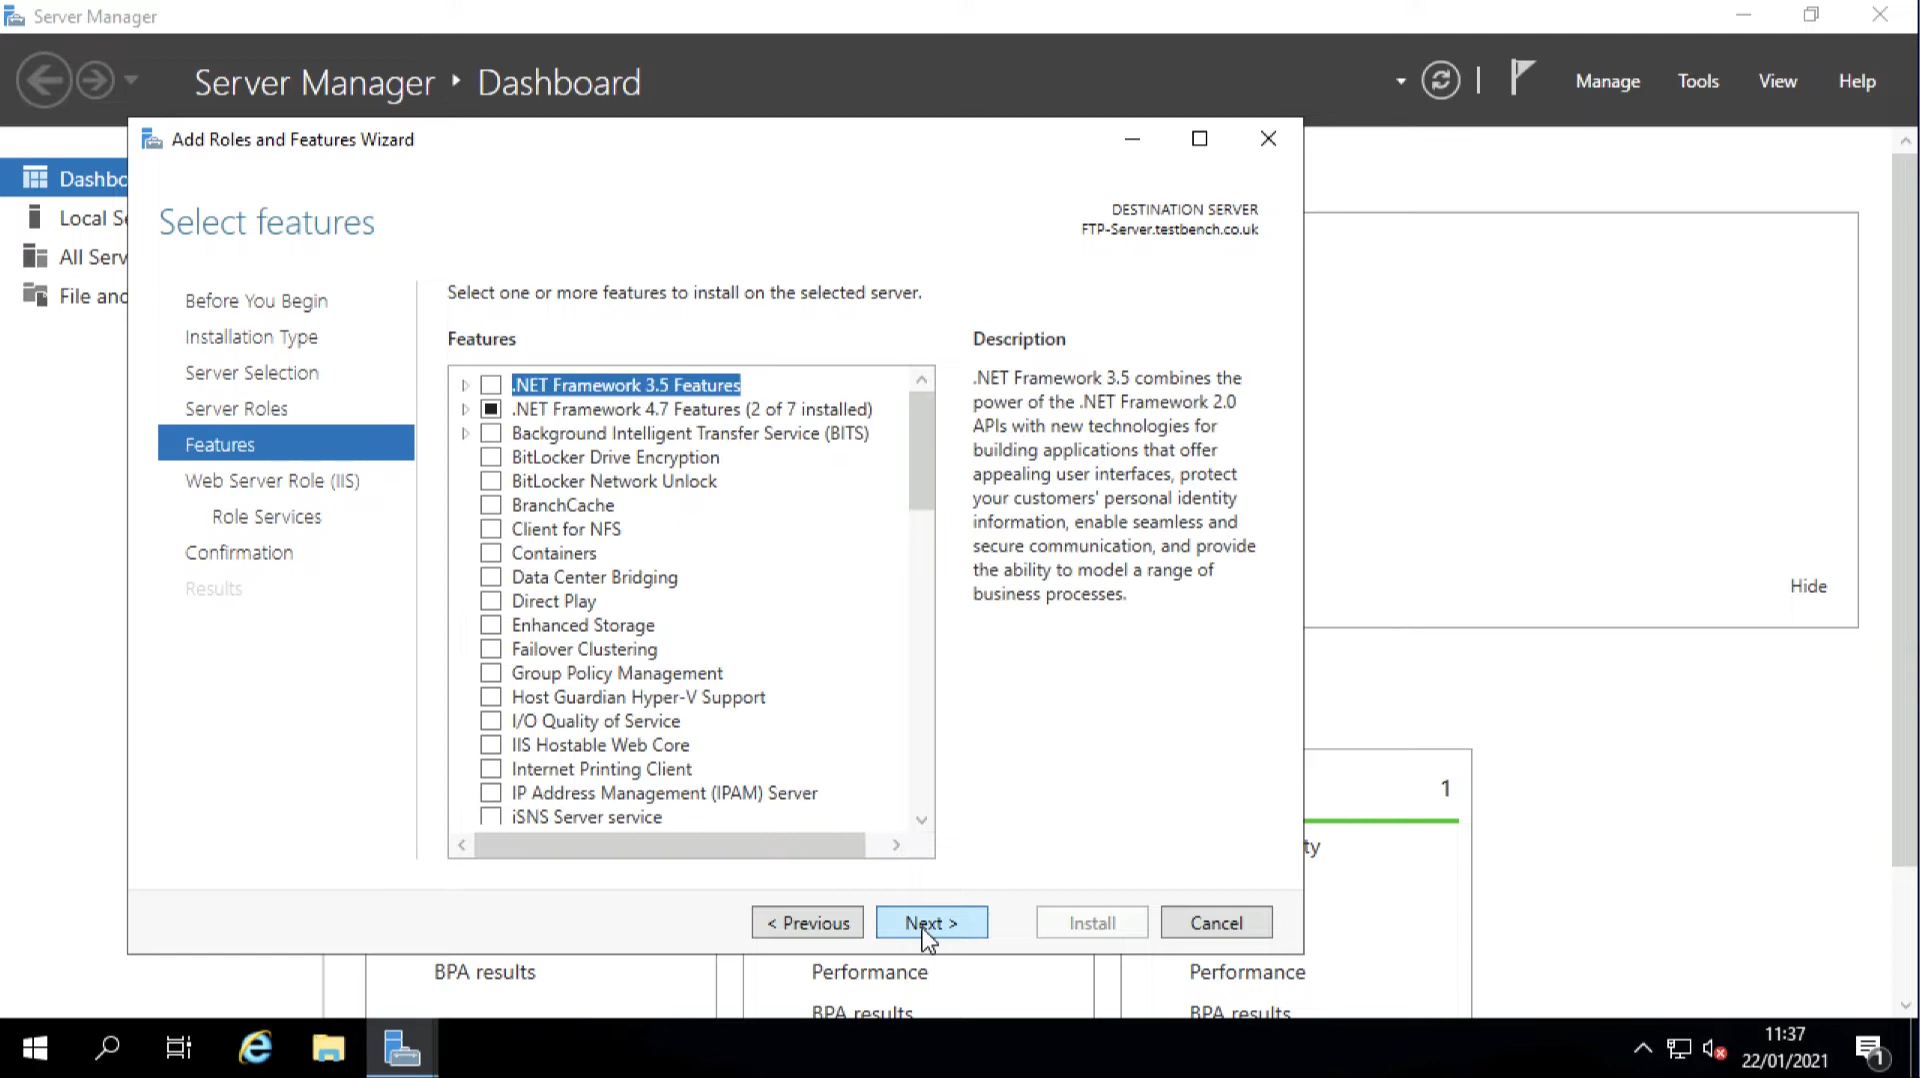 Server Manager
Server Manager
Dashboard
Manage
Tools
View
Help
Add Roles and Features Wizard
Dashbo
Local Se
All Serv
File and
Select features
DESTINATION SERVER
FTP-Server.testbench.co.uk
Before You Begin
Installation Type
Server Selection
Server Roles
Features
Web Server Role (IIS)
Role Services
Confirmation
Results
Select one or more features to install on the selected server.
Features
.NET Framework 3.5 Features
.NET Framework 4.7 Features (2 of 7 installed)
Background Intelligent Transfer Service (BITS)
BitLocker Drive Encryption
BitLocker Network Unlock
BranchCache
Client for NFS
Containers
Data Center Bridging
Direct Play
Enhanced Storage
Failover Clustering
Group Policy Management
Host Guardian Hyper-V Support
I/O Quality of Service
IIS Hostable Web Core
Internet Printing Client
IP Address Management (IPAM) Server
iSNS Server service
Description
.NET Framework 3.5 combines the
power of the .NET Framework 2.0
APIs with new technologies for
building applications that offer
appealing user interfaces, protect
your customers' personal identity
information, enable seamless and
secure communication, and provide
the ability to model a range of
business processes.
Hide
1
ty
< Previous
Next >
Install
Cancel
BPA results
Performance
Performance
BPA results
BPA results
11:37
22/01/2021
1